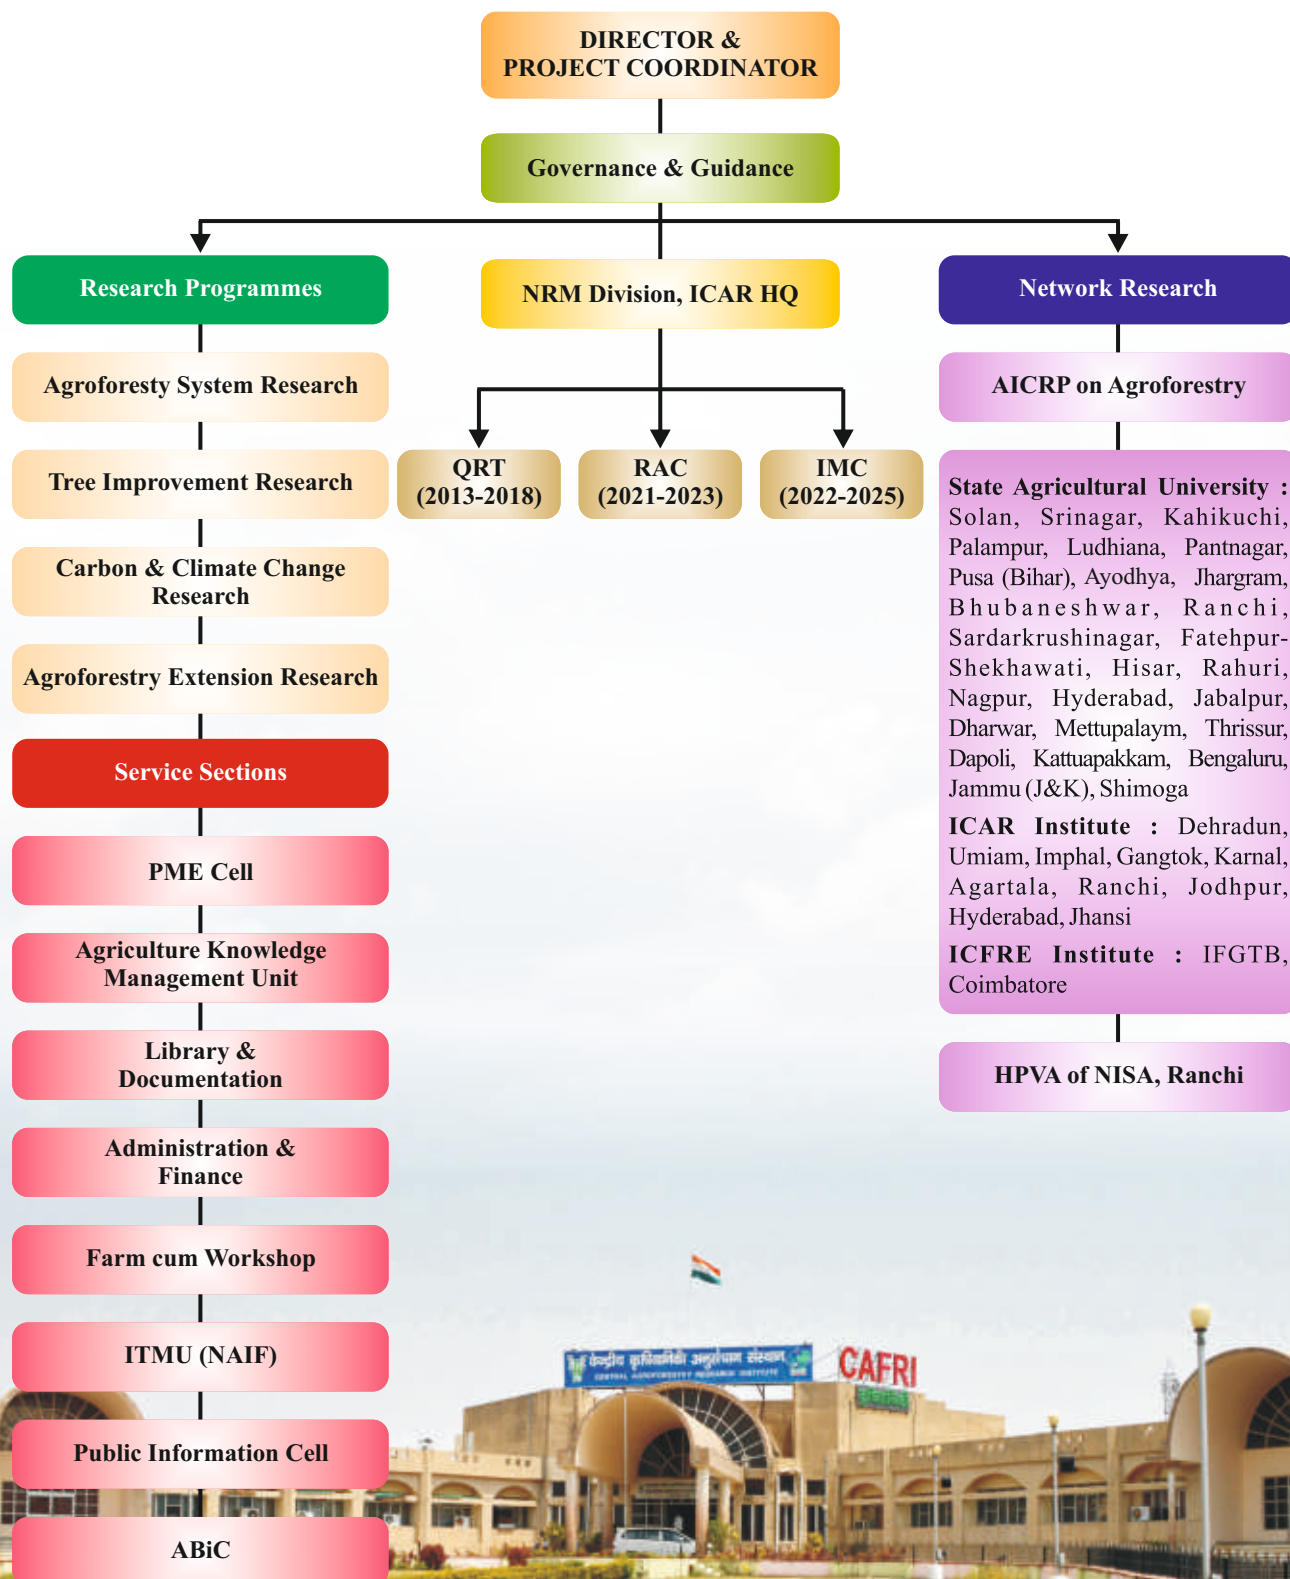 DIRECTOR &
PROJECT COORDINATOR
Governance & Guidance
Research Programmes
Agroforesty System Research
Tree Improvement Research
Carbon & Climate Change
Research
Agroforestry Extension Research
Service Sections
PME Cell
Agriculture Knowledge
Management Unit
Library &
Documentation
Administration &
Finance
Farm cum Workshop
ITMU (NAIF)
Public Information Cell
ABiC
NRM Division, ICAR HQ
QRT
(2013-2018)
RAC
(2021-2023)
IMC
(2022-2025)
Network Research
AICRP on Agroforestry
State Agricultural University :
Solan, Srinagar, Kahikuchi,
Palampur, Ludhiana, Pantnagar,
Pusa (Bihar), Ayodhya, Jhargram,
Bhubaneshwar, Ranchi,
Sardarkrushinagar, Fatehpur-
Shekhawati, Hisar, Rahuri,
Nagpur, Hyderabad, Jabalpur,
Dharwar, Mettupalaym, Thrissur,
Dapoli, Kattuapakkam, Bengaluru,
Jammu (J&K), Shimoga
ICAR Institute : Dehradun,
Umiam, Imphal, Gangtok, Karnal,
Agartala, Ranchi, Jodhpur,
Hyderabad, Jhansi
ICFRE Institute : IFGTB,
Coimbatore
HPVA of NISA, Ranchi
केन्द्रीय कृषिवानिकी अनुसंधान संस्थान
CENTRAL AGROFORESTRY RESEARCH INSTITUTE
CAFRI